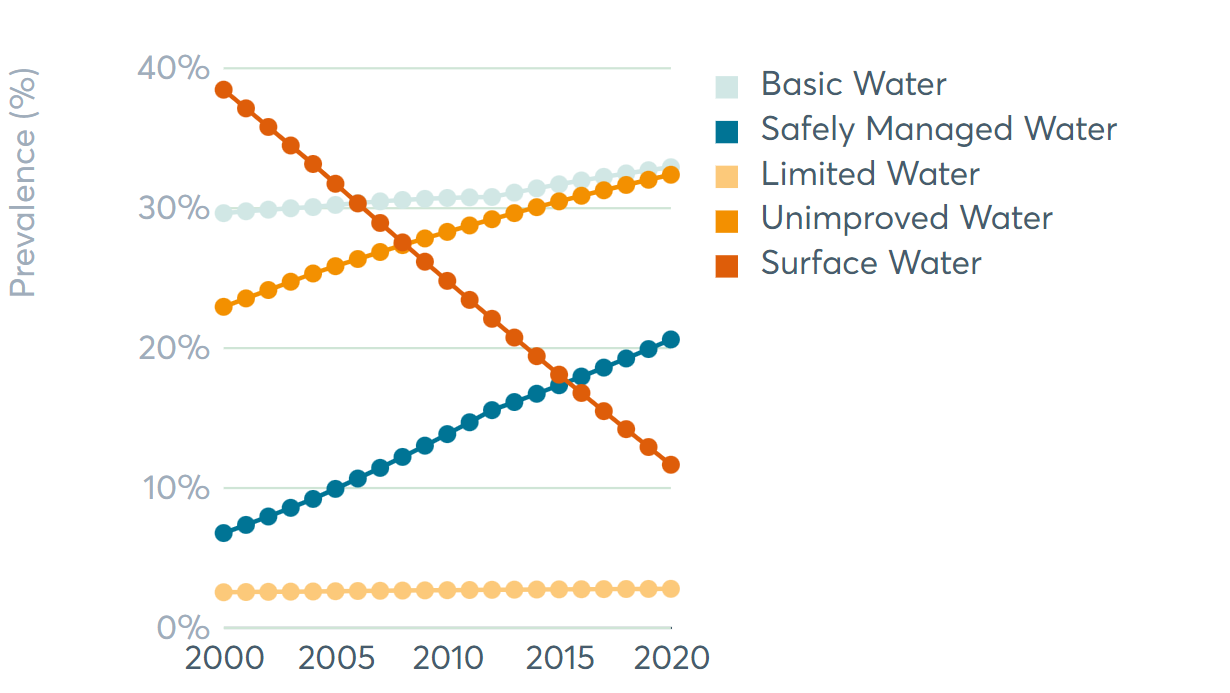 Prevalence (%)
40%
30%
20%
10%
0%
2000 2005 2010 2015 2020
Basic Water
Safely Managed Water
Limited Water
Unimproved Water
Surface Water